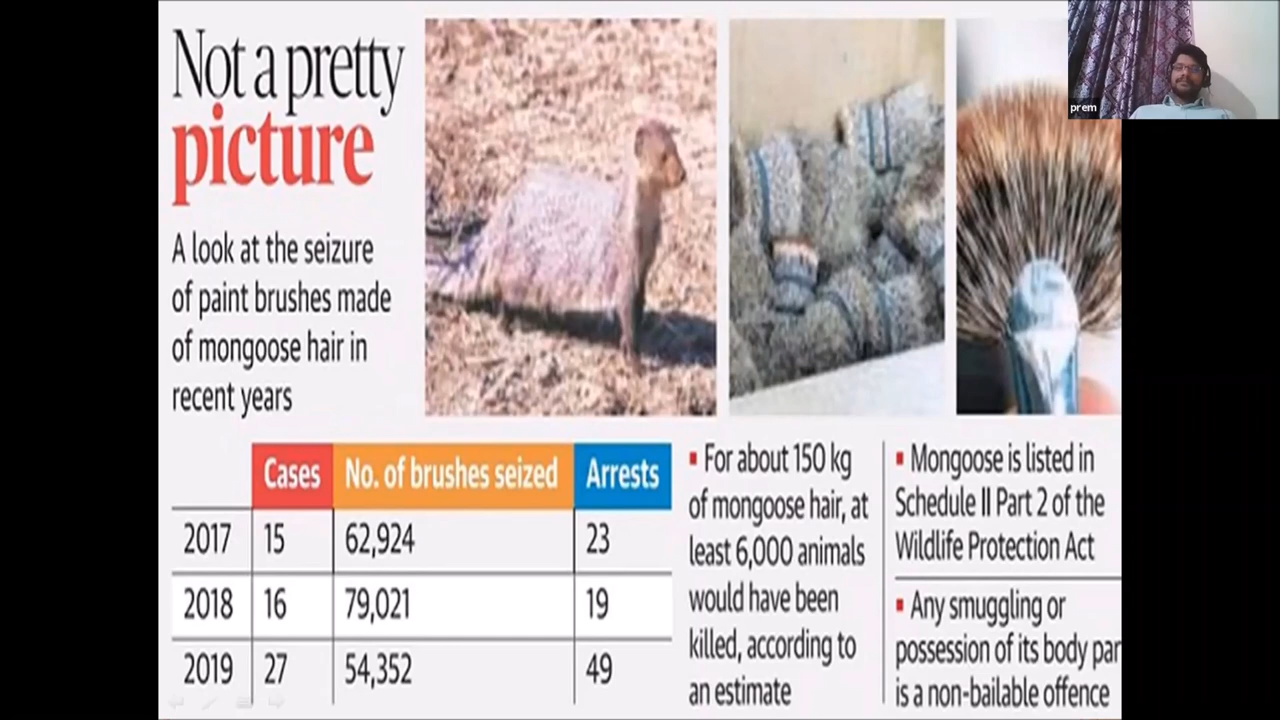 Not a pretty
picture
A look at the seizure
of paint brushes made
of mongoose hair in
recent years
Cases No. of brushes seized Arrests
2017 15 62,924 23
2018 16 79,021 19
2019 27 54,352 49
▪ For about 150 kg
of mongoose hair, at
least 6,000 animals
would have been
killed, according to
an estimate
▪ Mongoose is listed in
Schedule II Part 2 of the
Wildlife Protection Act
▪ Any smuggling or
possession of its body par
is a non-bailable offence
prem